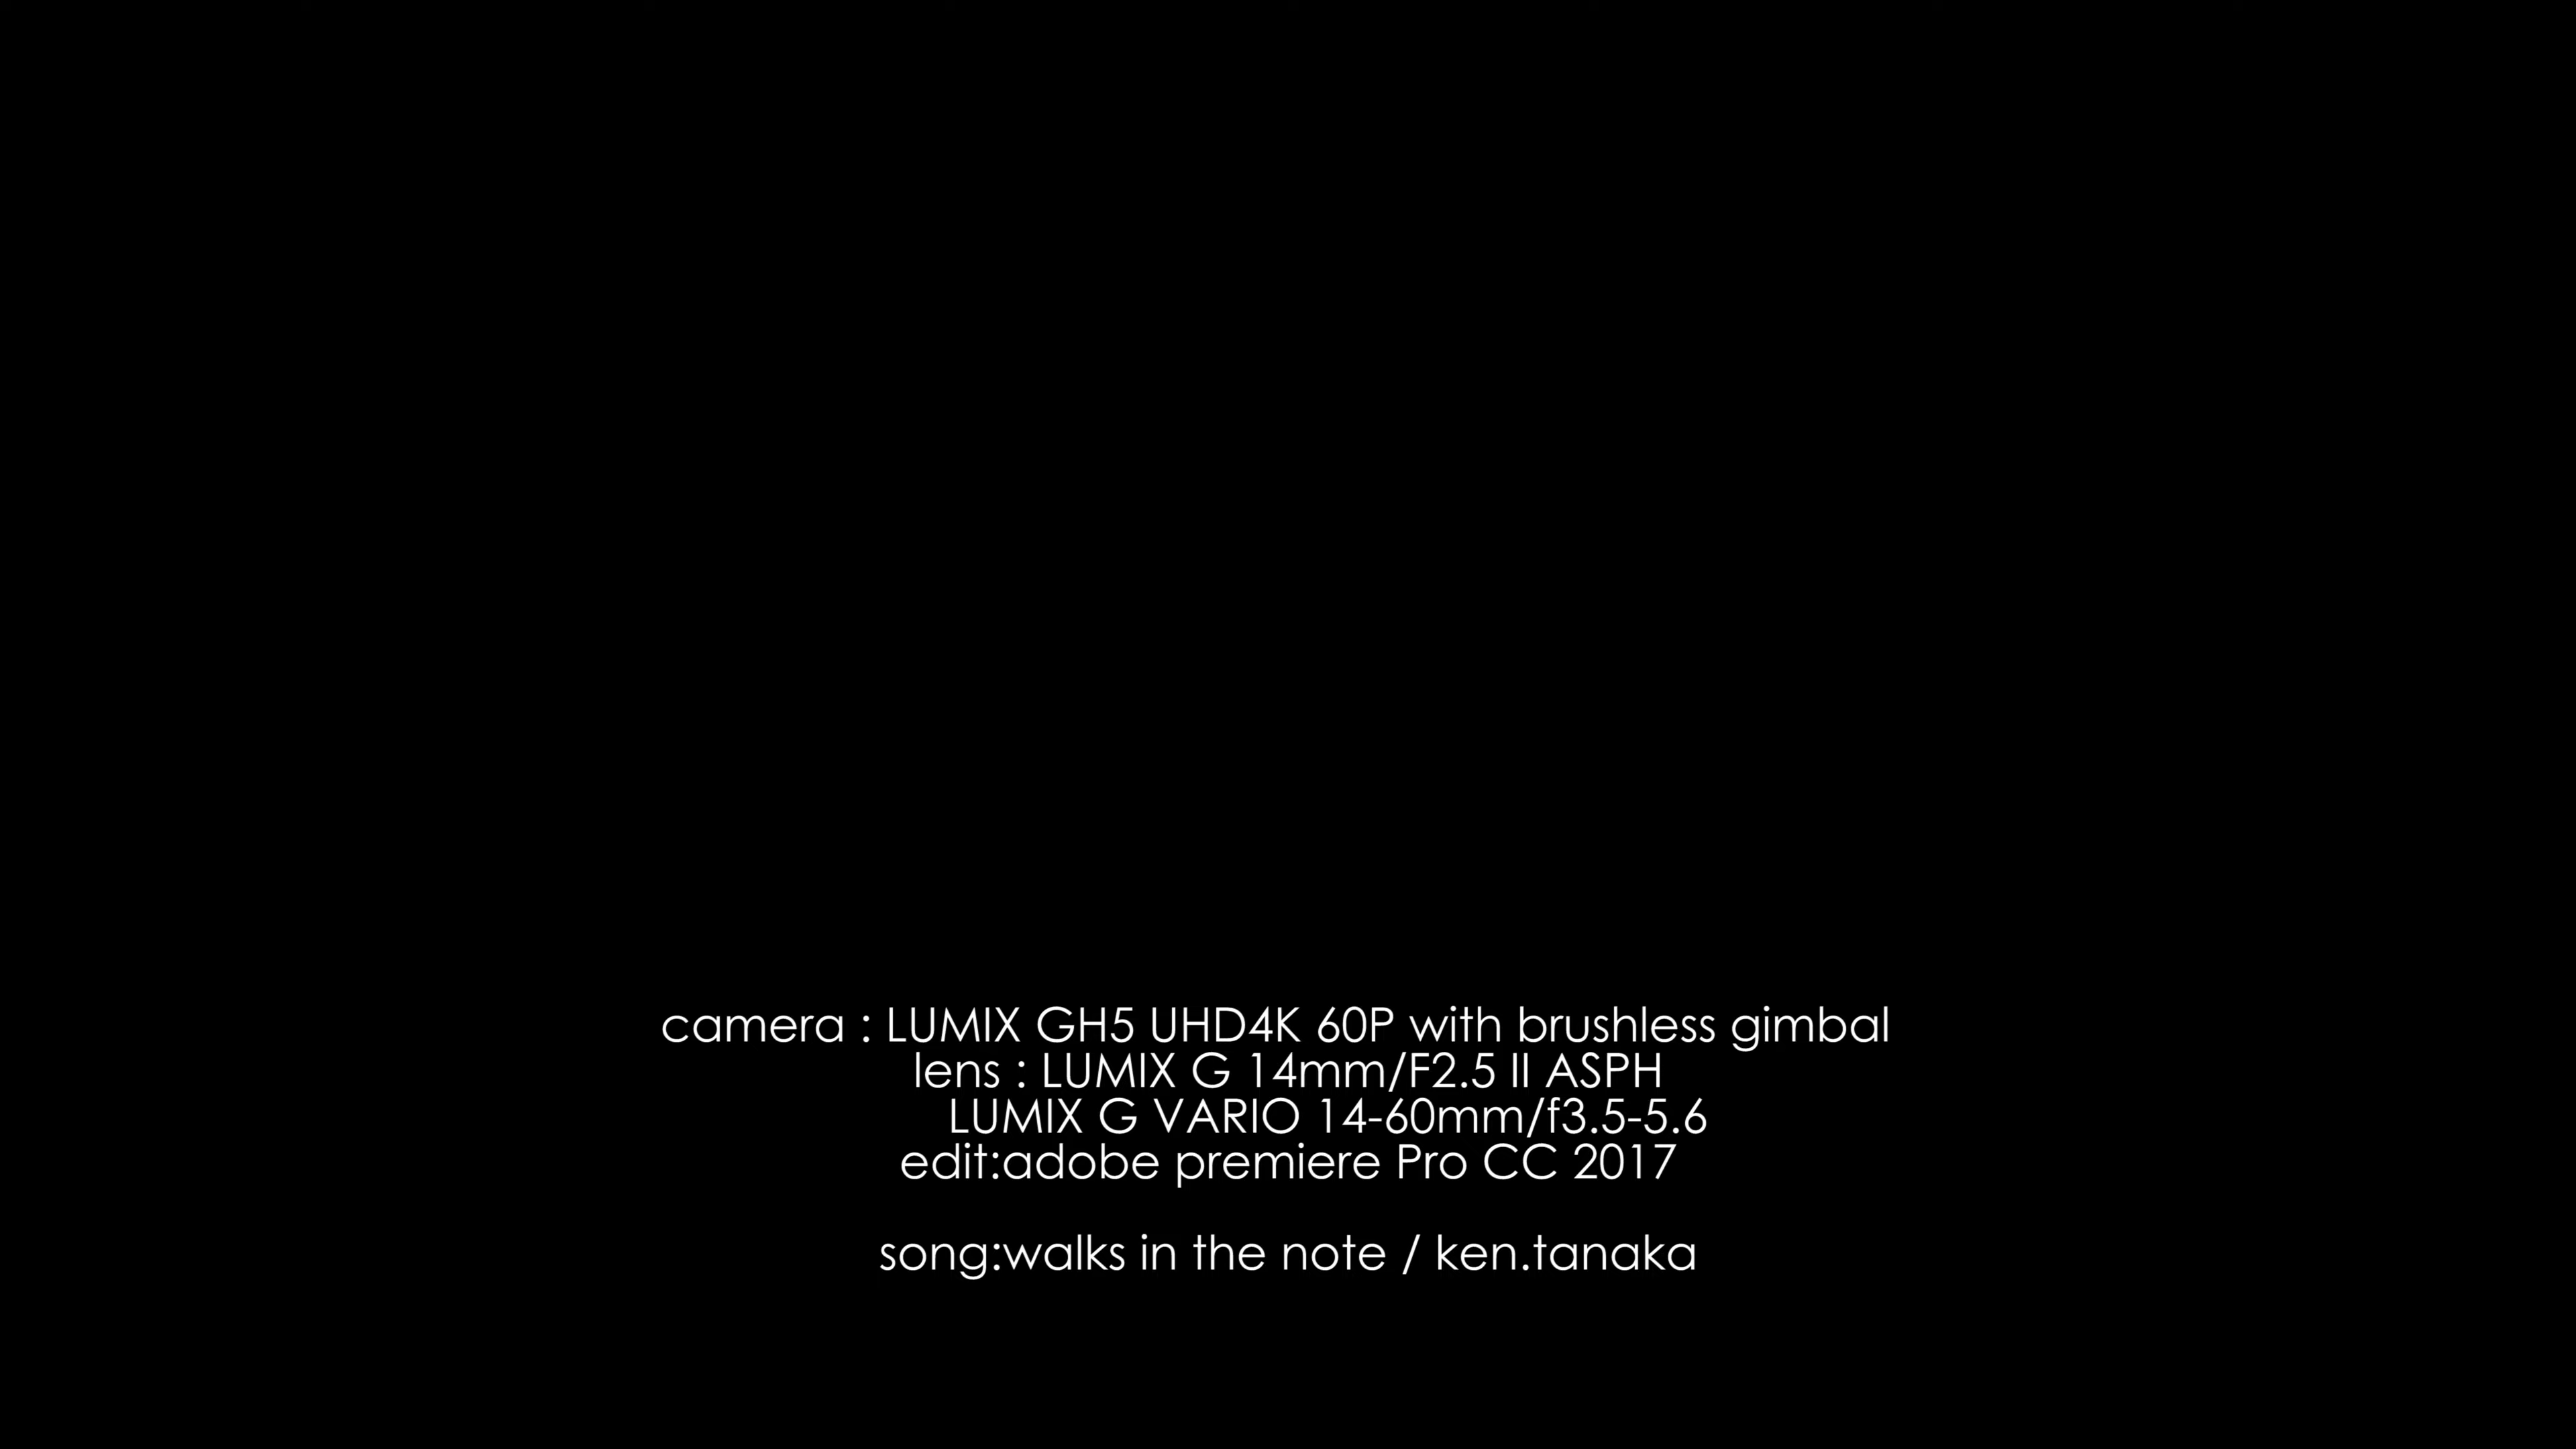 camera : LUMIX GH5 UHD4K 60P with brushless gimbal
lens : LUMIX G 14mm/F2.5 II ASPH
LUMIX G VARIO 14-60mm/f3.5-5.6
edit:adobe premiere Pro CC 2017
song:walks in the note / ken.tanaka